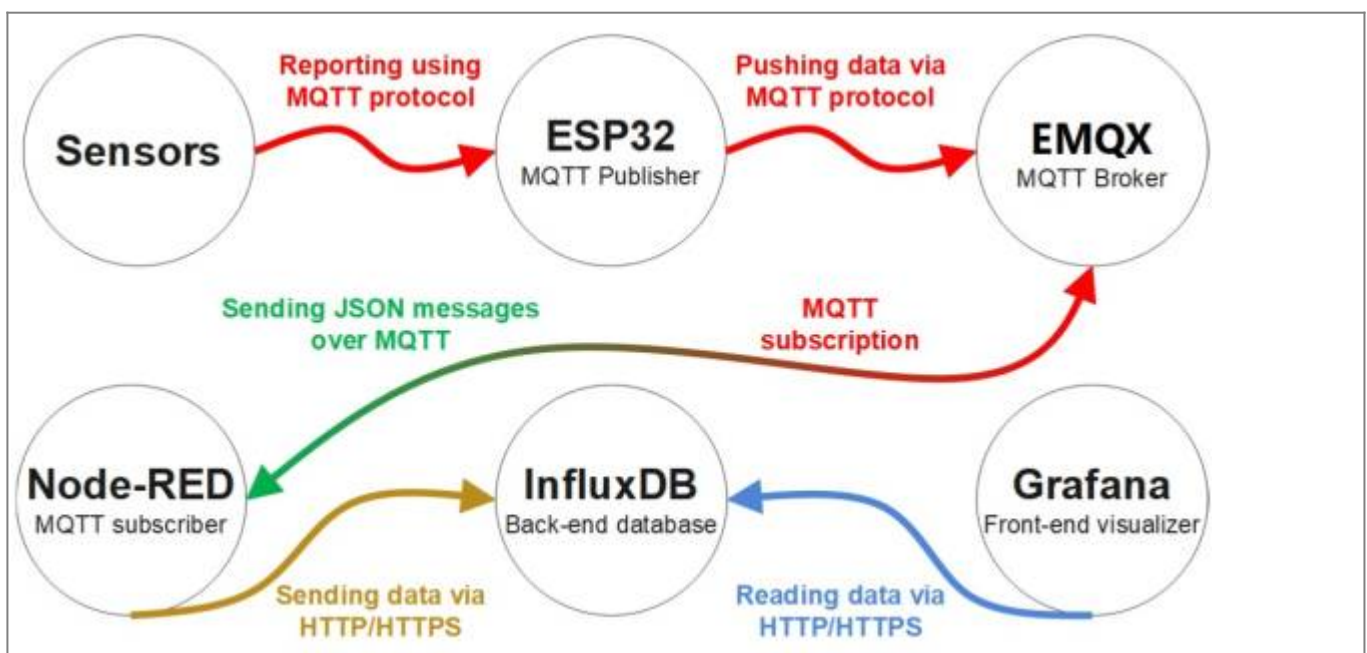 Reporting using
MQTT protocol
Pushing data via
MQTT protocol
Sensors
ESP32
MQTT Publisher
EMQX
MQTT Broker
Sending JSON messages
over MQTT
MQTT
subscription
Node-RED
MQTT subscriber
InfluxDB
Back-end database
Grafana
Front-end visualizer
Sending data via
HTTP/HTTPS
Reading data via
HTTP/HTTPS